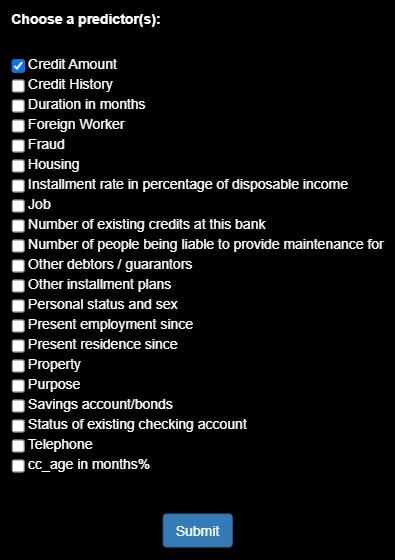 Choose a predictor(s):
Credit Amount
Credit History
Duration in months
Foreign Worker
Fraud
Housing
Installment rate in percentage of disposable income
Job
Number of existing credits at this bank
Number of people being liable to provide maintenance for
Other debtors / guarantors
Other installment plans
Personal status and sex
Present employment since
Present residence since
Property
Purpose
Savings account/bonds
Status of existing checking account
Telephone
cc_age in months%
Submit